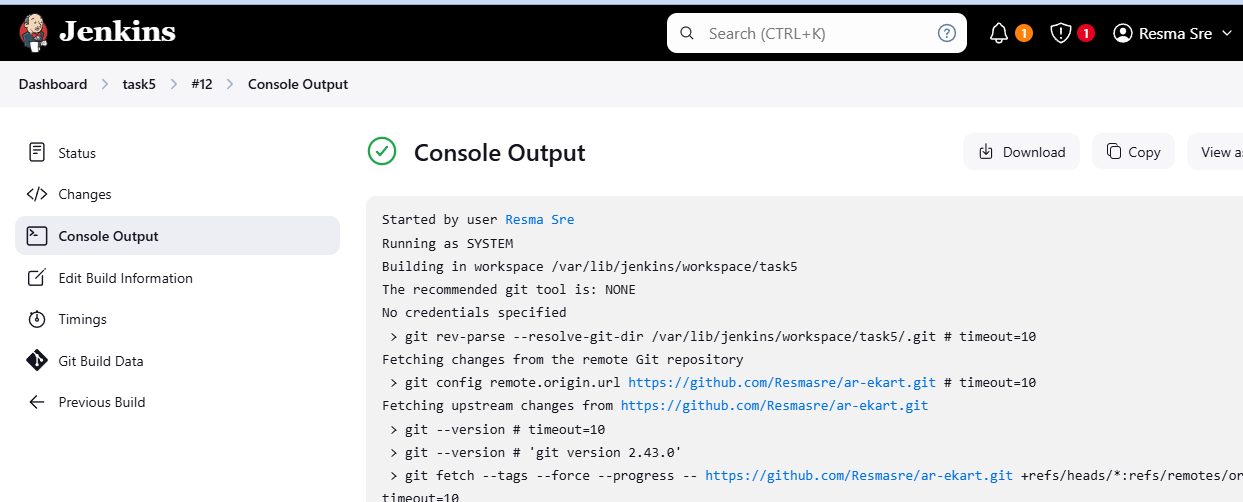 Jenkins
Search (CTRL+K)
?
1
1
Resma Sre
Dashboard > task5 > #12 > Console Output
Status
Changes
Console Output
Edit Build Information
Timings
Git Build Data
Previous Build
Console Output
Download
Copy
View as
Started by user Resma Sre
Running as SYSTEM
Building in workspace /var/lib/jenkins/workspace/task5
The recommended git tool is: NONE
No credentials specified
> git rev-parse --resolve-git-dir /var/lib/jenkins/workspace/task5/.git # timeout=10
Fetching changes from the remote Git repository
> git config remote.origin.url https://github.com/Resmasre/ar-ekart.git # timeout=10
Fetching upstream changes from https://github.com/Resmasre/ar-ekart.git
> git --version # timeout=10
> git --version # 'git version 2.43.0'
> git fetch --tags --force --progress -- https://github.com/Resmasre/ar-ekart.git +refs/heads/*:refs/remotes/or
timeout=10